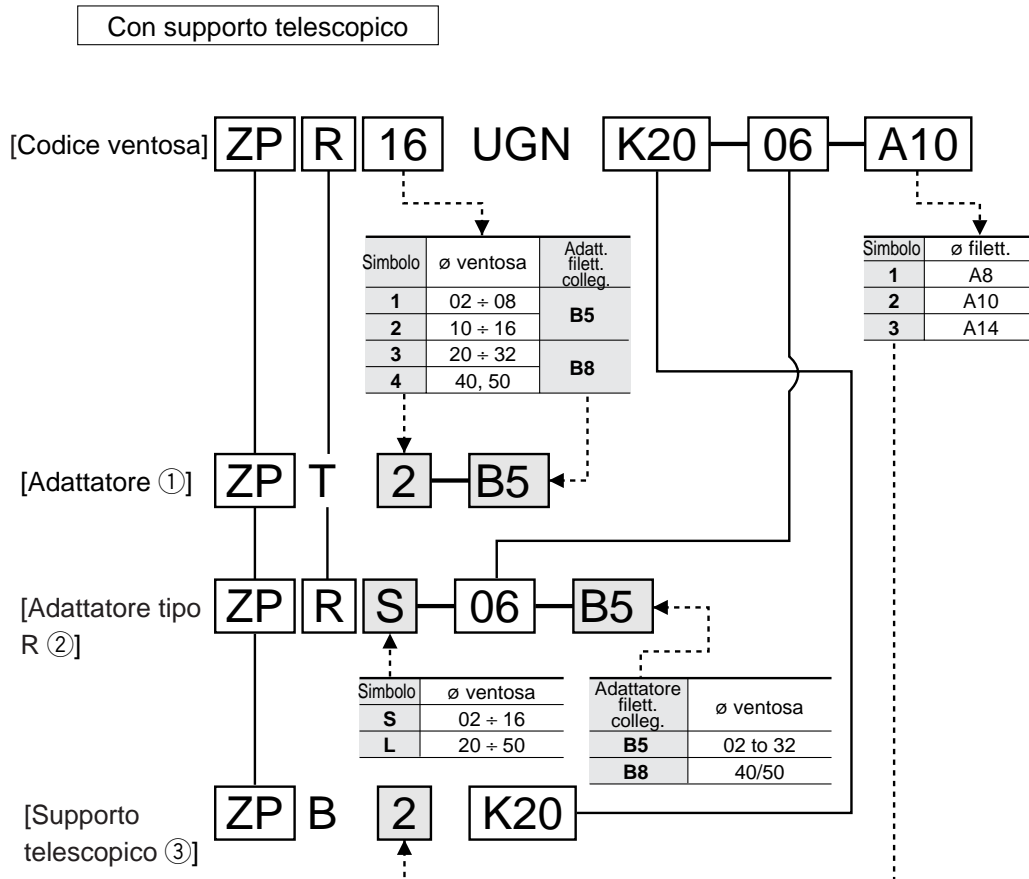 Con supporto telescopico
[Codice ventosa] ZP R 16 UGN K20 06 A10
Simbolo ø ventosa Adatt. filett. colleg.
1 02 ÷ 08 B5
2 10 ÷ 16
3 20 ÷ 32 B8
4 40, 50
Simbolo ø filett.
1 A8
2 A10
3 A14
[Adattatore ①] ZP T 2 B5
[Adattatore tipo R ②] ZP R S 06 B5
Simbolo ø ventosa
S 02 ÷ 16
L 20 ÷ 50
Adattatore filett. colleg. ø ventosa
B5 02 to 32
B8 40/50
[Supporto telescopico ③] ZP B 2 K20